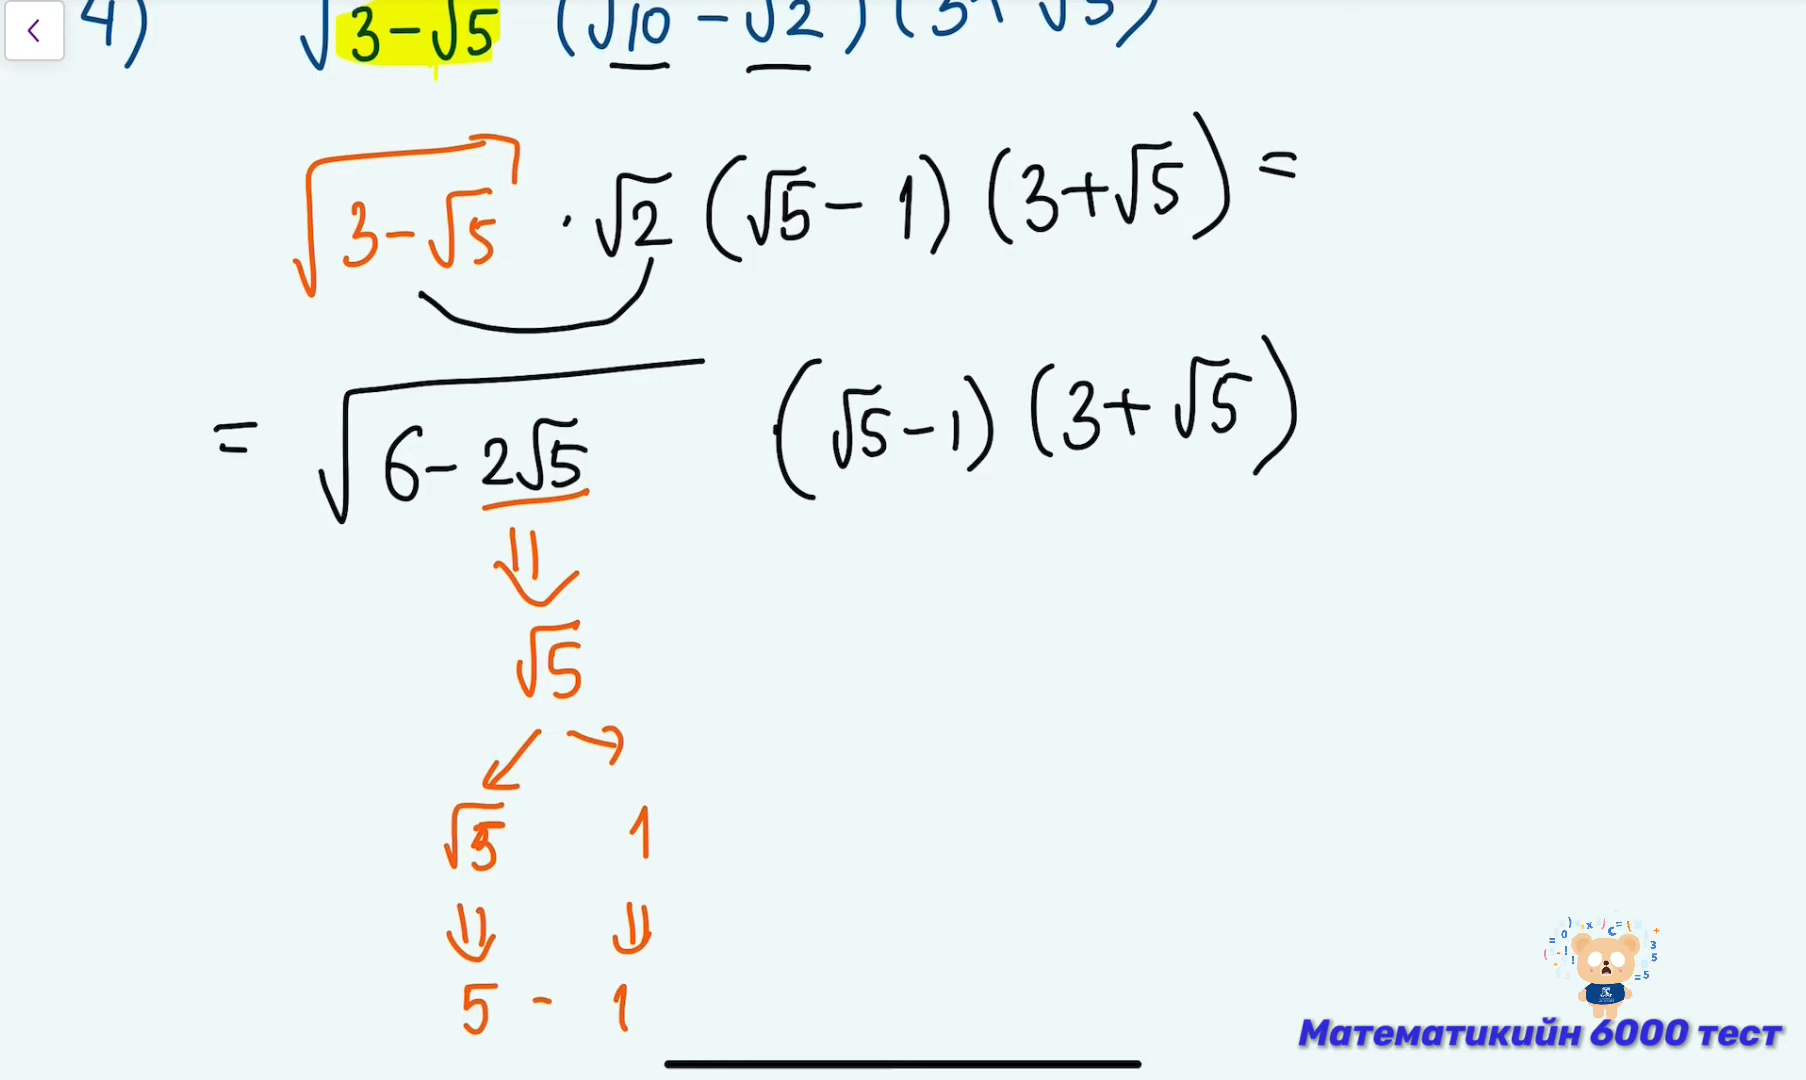 4) √3-√5 (√10 - √2) (3+√5)
√3-√5 · √2 (√5 - 1) (3+√5) =
= √6 - 2√5 (√5 - 1) (3+√5)
√5
√5 1
5 - 1
Математикийн 6000 тест